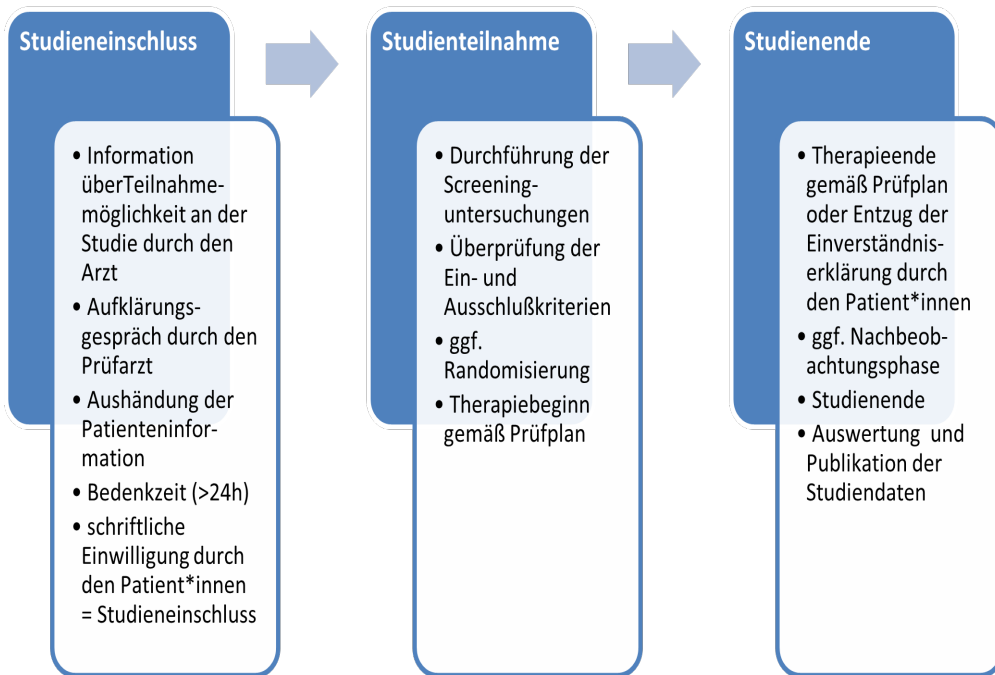 Studieneinschluss
• Information
überTeilnahme-
möglichkeit an der
Studie durch den
Arzt
• Aufklärungs-
gespräch durch den
Prüfarzt
• Aushändung der
Patienteninfor-
mation
• Bedenkzeit (>24h)
• schriftliche
Einwilligung durch
den Patient*innen
= Studieneinschluss
Studienteilnahme
• Durchführung der
Screening-
untersuchungen
• Überprüfung der
Ein- und
Ausschlußkriterien
• ggf.
Randomisierung
• Therapiebeginn
gemäß Prüfplan
Studienende
• Therapieende
gemäß Prüfplan
oder Entzug der
Einverständnis-
erklärung durch
den Patient*innen
• ggf. Nachbeob-
achtungsphase
• Studienende
• Auswertung und
Publikation der
Studiendaten